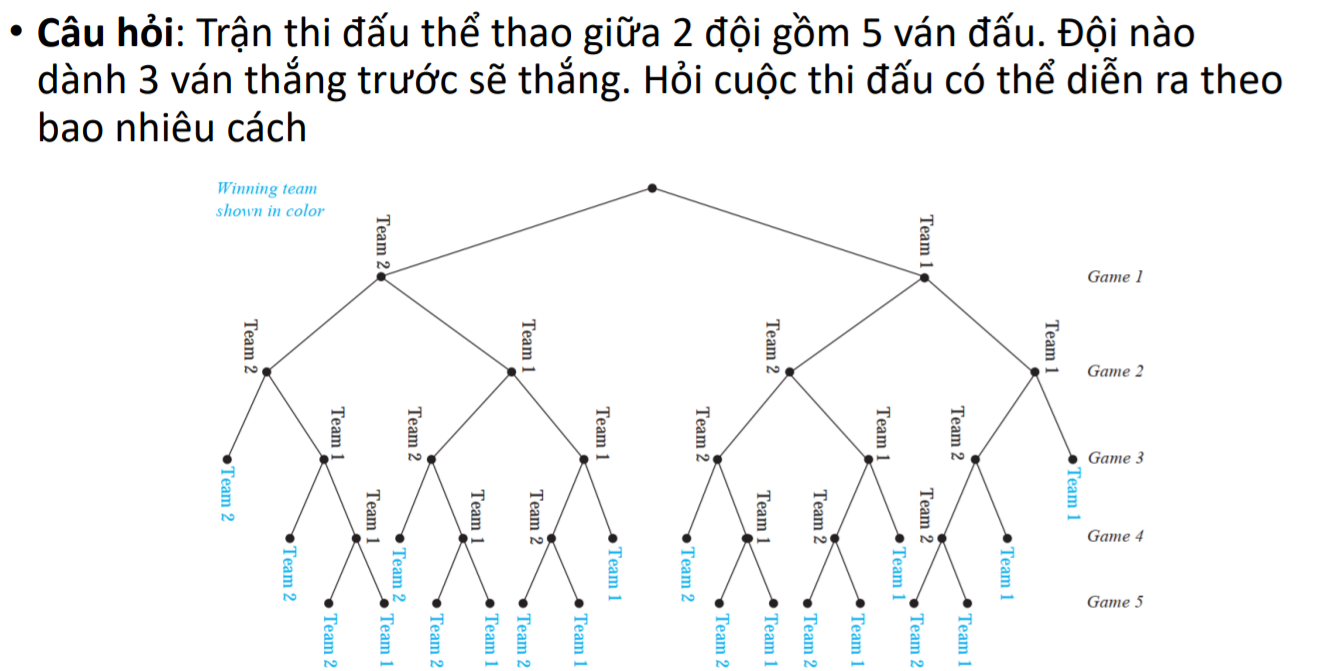 • Câu hỏi: Trận thi đấu thể thao giữa 2 đội gồm 5 ván đấu. Đội nào
dành 3 ván thắng trước sẽ thắng. Hỏi cuộc thi đấu có thể diễn ra theo
bao nhiêu cách
Winning team
shown in color
Team 2
Team 1
Game 1
Team 2
Team 1
Team 2
Team 1
Game 2
Team 1
Team 2
Team 1
Team 2
Team 1
Team 2
Game 3
Team 2
Team 1
Team 1
Team 1
Team 2
Team 1
Team 2
Team 2
Game 4
Team 2
Team 2
Team 1
Team 2
Team 1
Team 1
Game 5
Team 2
Team 1
Team 2
Team 1
Team 2
Team 1
Team 2
Team 1
Team 2
Team 1
Team 2
Team 1